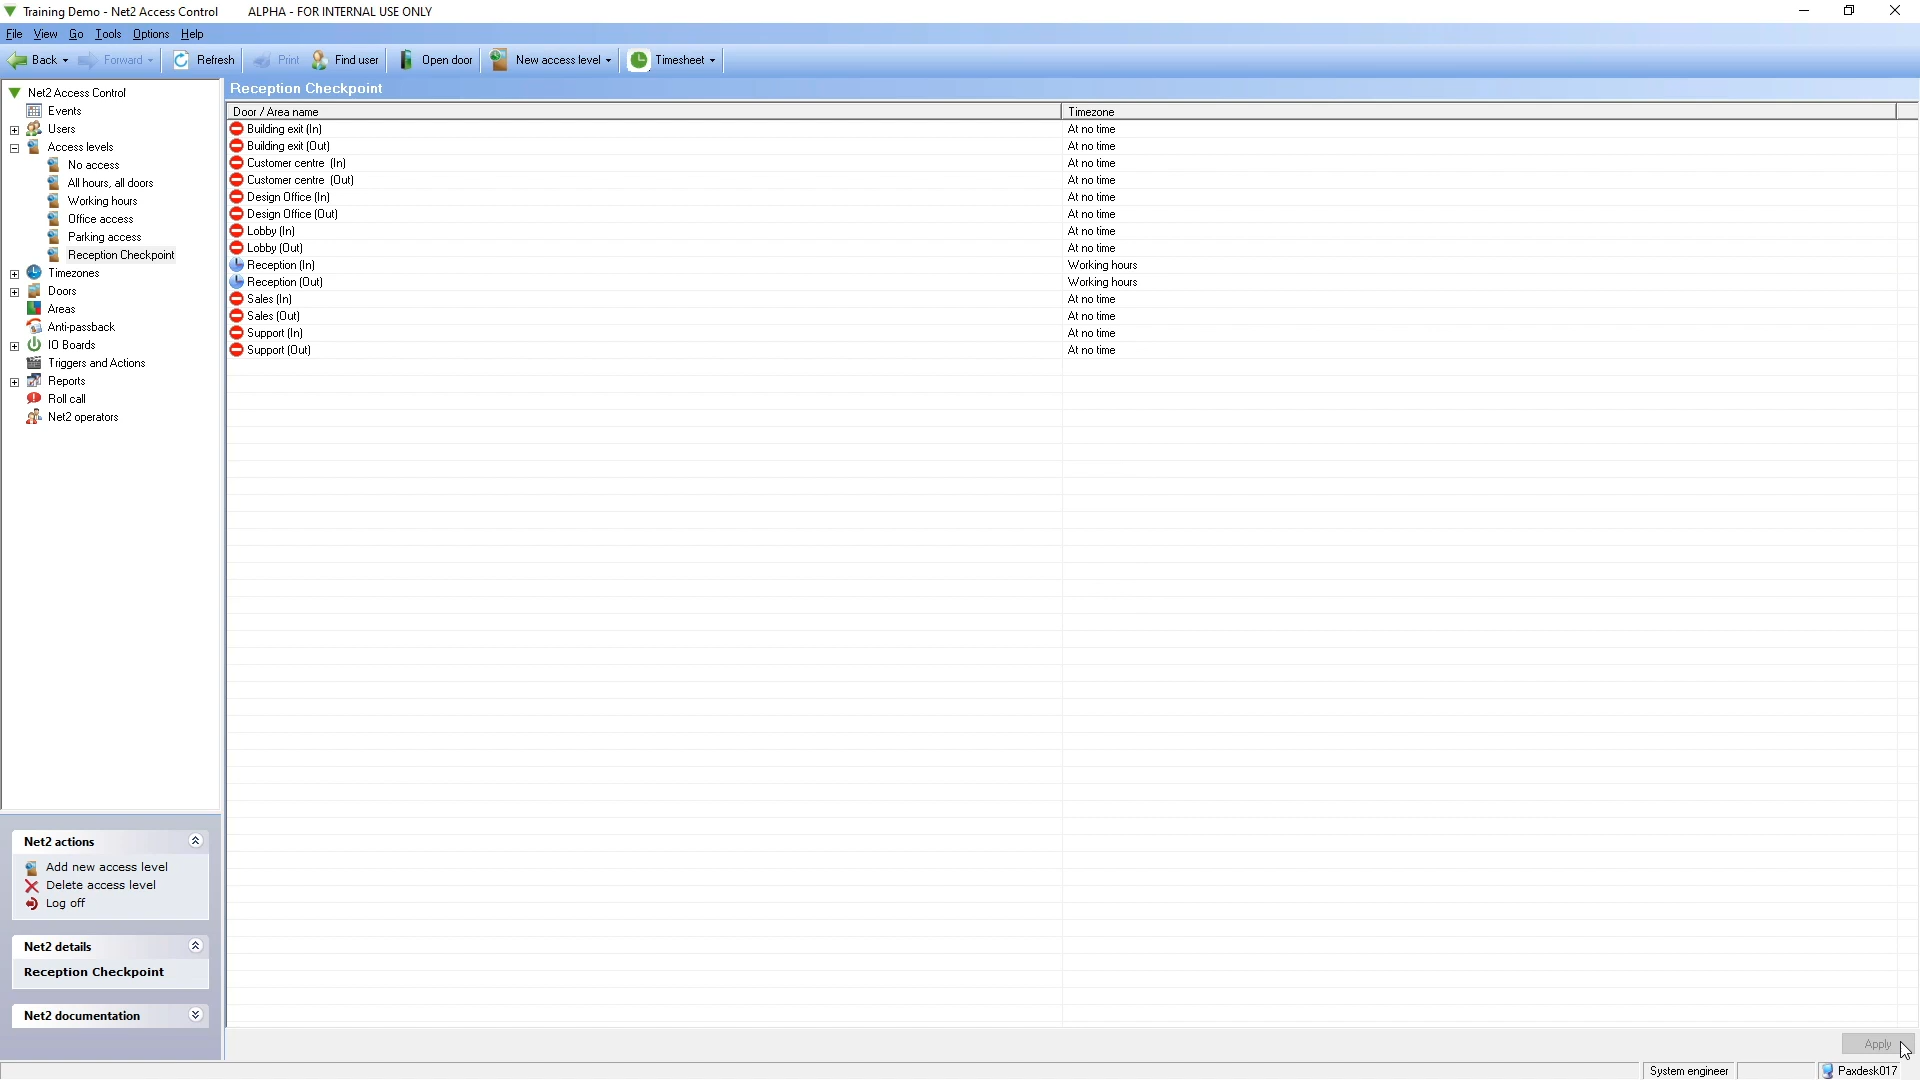 Training Demo - Net2 Access Control ALPHA - FOR INTERNAL USE ONLY
File View Go Tools Options Help
Back Forward Refresh Print Find user Open door New access level Timesheet
Net2 Access Control
Events
Users
Access levels
No access
All hours, all doors
Working hours
Office access
Parking access
Reception Checkpoint
Timezones
Doors
Areas
Anti-passback
IO Boards
Triggers and Actions
Reports
Roll call
Net2 operators
Net2 actions
Add new access level
Delete access level
Log off
Net2 details
Reception Checkpoint
Net2 documentation
Reception Checkpoint
Door / Area name Timezone
Building exit (In) At no time
Building exit (Out) At no time
Customer centre (In) At no time
Customer centre (Out) At no time
Design Office (In) At no time
Design Office (Out) At no time
Lobby (In) At no time
Lobby (Out) At no time
Reception (In) Working hours
Reception (Out) Working hours
Sales (In) At no time
Sales (Out) At no time
Support (In) At no time
Support (Out) At no time
Apply
System engineer Paxdesk017